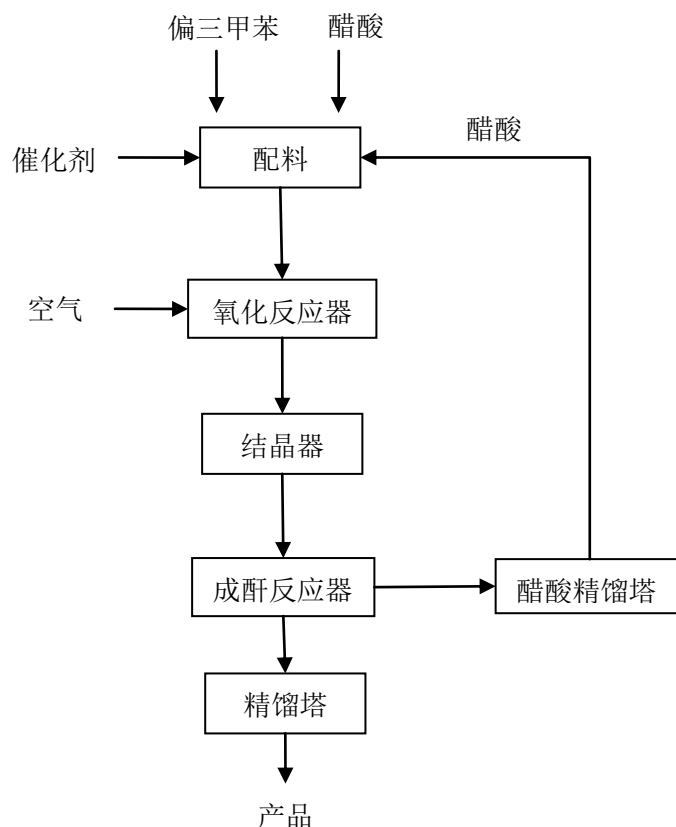 偏三甲苯
醋酸
醋酸
催化剂
配料
空气
氧化反应器
结晶器
成酐反应器
醋酸精馏塔
精馏塔
产品